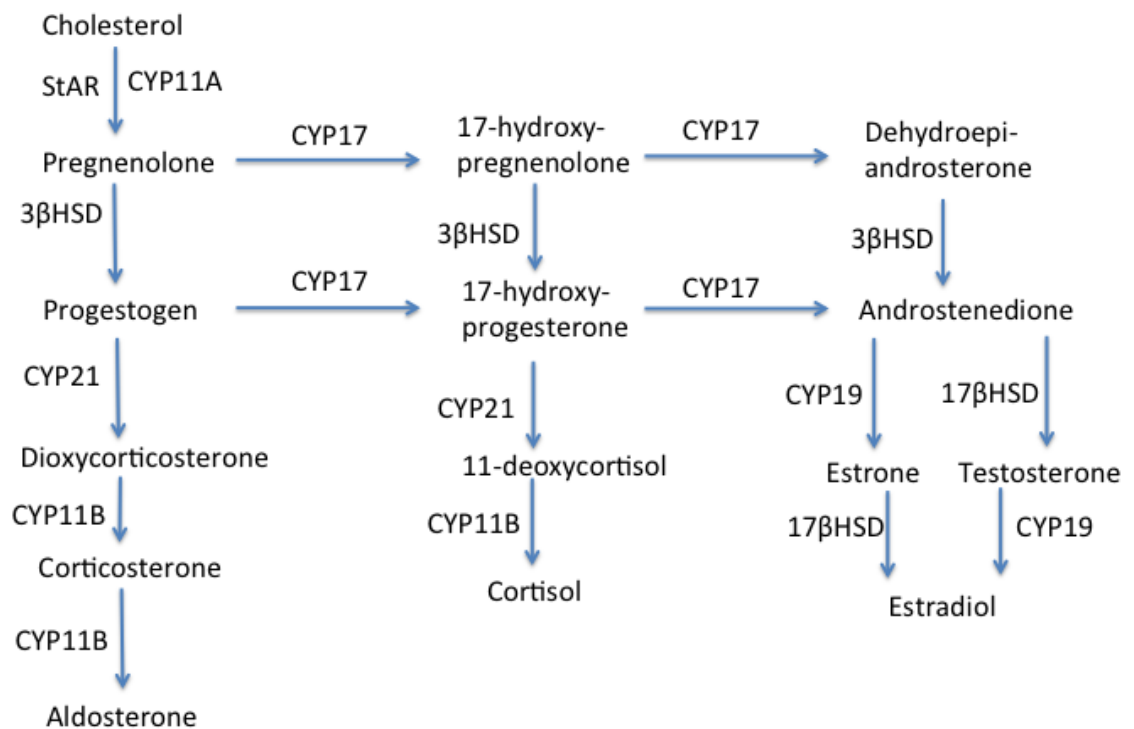 Cholesterol
StAR
CYP11A
Pregnenolone
CYP17
17-hydroxy-
pregnenolone
CYP17
Dehydroepi-
androsterone
3βHSD
3βHSD
3βHSD
Progestogen
CYP17
17-hydroxy-
progesterone
CYP17
Androstenedione
CYP21
CYP21
CYP19
17βHSD
Dioxycorticosterone
11-deoxycortisol
Estrone
Testosterone
CYP11B
CYP11B
17βHSD
CYP19
Corticosterone
Cortisol
Estradiol
CYP11B
Aldosterone